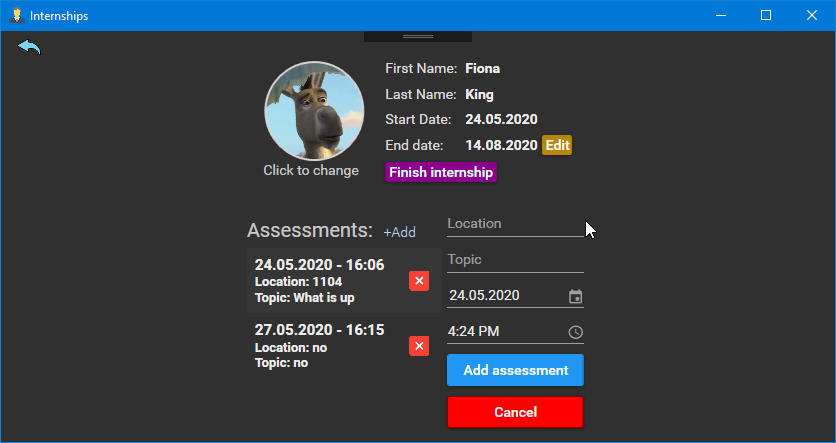 Internships
First Name: Fiona
Last Name: King
Start Date: 24.05.2020
End date: 14.08.2020 Edit
Click to change
Finish internship
Assessments: +Add
24.05.2020 - 16:06
Location: 1104
Topic: What is up
27.05.2020 - 16:15
Location: no
Topic: no
Location
Topic
24.05.2020
4:24 PM
Add assessment
Cancel